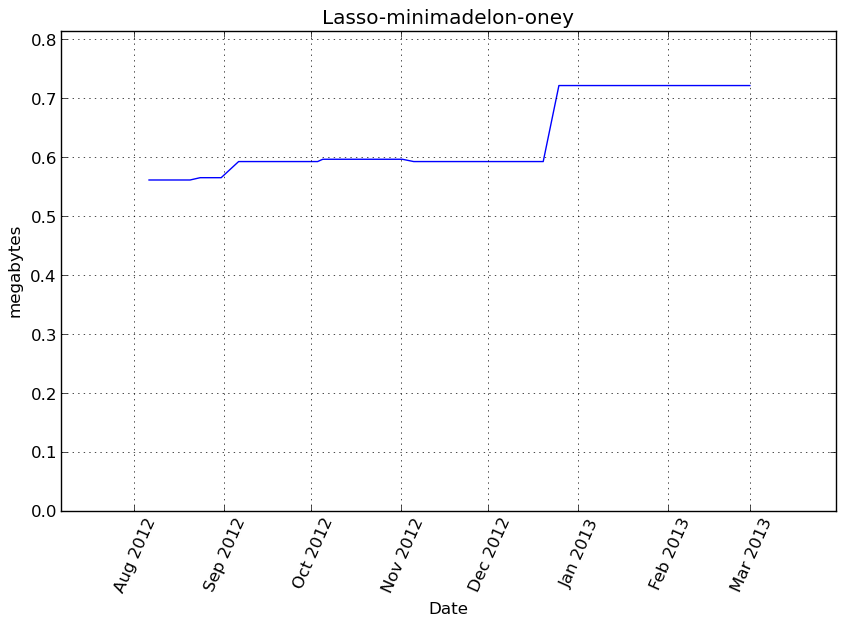 Lasso-minimadelon-oney
0.8
0.7
0.6
0.5
0.4
0.3
0.2
0.1
0.0
megabytes
Aug 2012
Sep 2012
Oct 2012
Nov 2012
Dec 2012
Jan 2013
Feb 2013
Mar 2013
Date